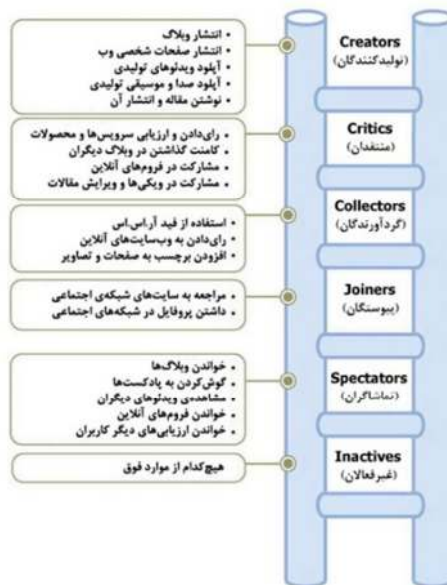 Creators
(تولیدکنندگان)
• انتشار وبلاگ
• انتشار صفحات شخصی وب
• آپلود ویدئوهای تولیدی
• آپلود صدا و موسیقی تولیدی
• نوشتن مقاله و انتشار آن
Critics
(منتقدان)
• رای‌دادن و ارزیابی سرویس‌ها و محصولات
• کامنت گذاشتن در وبلاگ دیگران
• مشارکت در فروم‌های آنلاین
• مشارکت در ویکی‌ها و ویرایش مقالات
Collectors
(گردآورندگان)
• استفاده از فید آر.اس.اس
• رای‌دادن به وب‌سایت‌های آنلاین
• افزودن برچسب به صفحات و تصاویر
Joiners
(پیوستگان)
• مراجعه به سایت‌های شبکه‌ی اجتماعی
• داشتن پروفایل در شبکه‌های اجتماعی
Spectators
(تماشاگران)
• خواندن وبلاگ‌ها
• گوش‌کردن به پادکست‌ها
• مشاهده‌ی ویدئوهای دیگران
• خواندن فروم‌های آنلاین
• خواندن ارزیابی‌های دیگر کاربران
Inactives
(غیرفعالان)
• هیچ‌کدام از موارد فوق